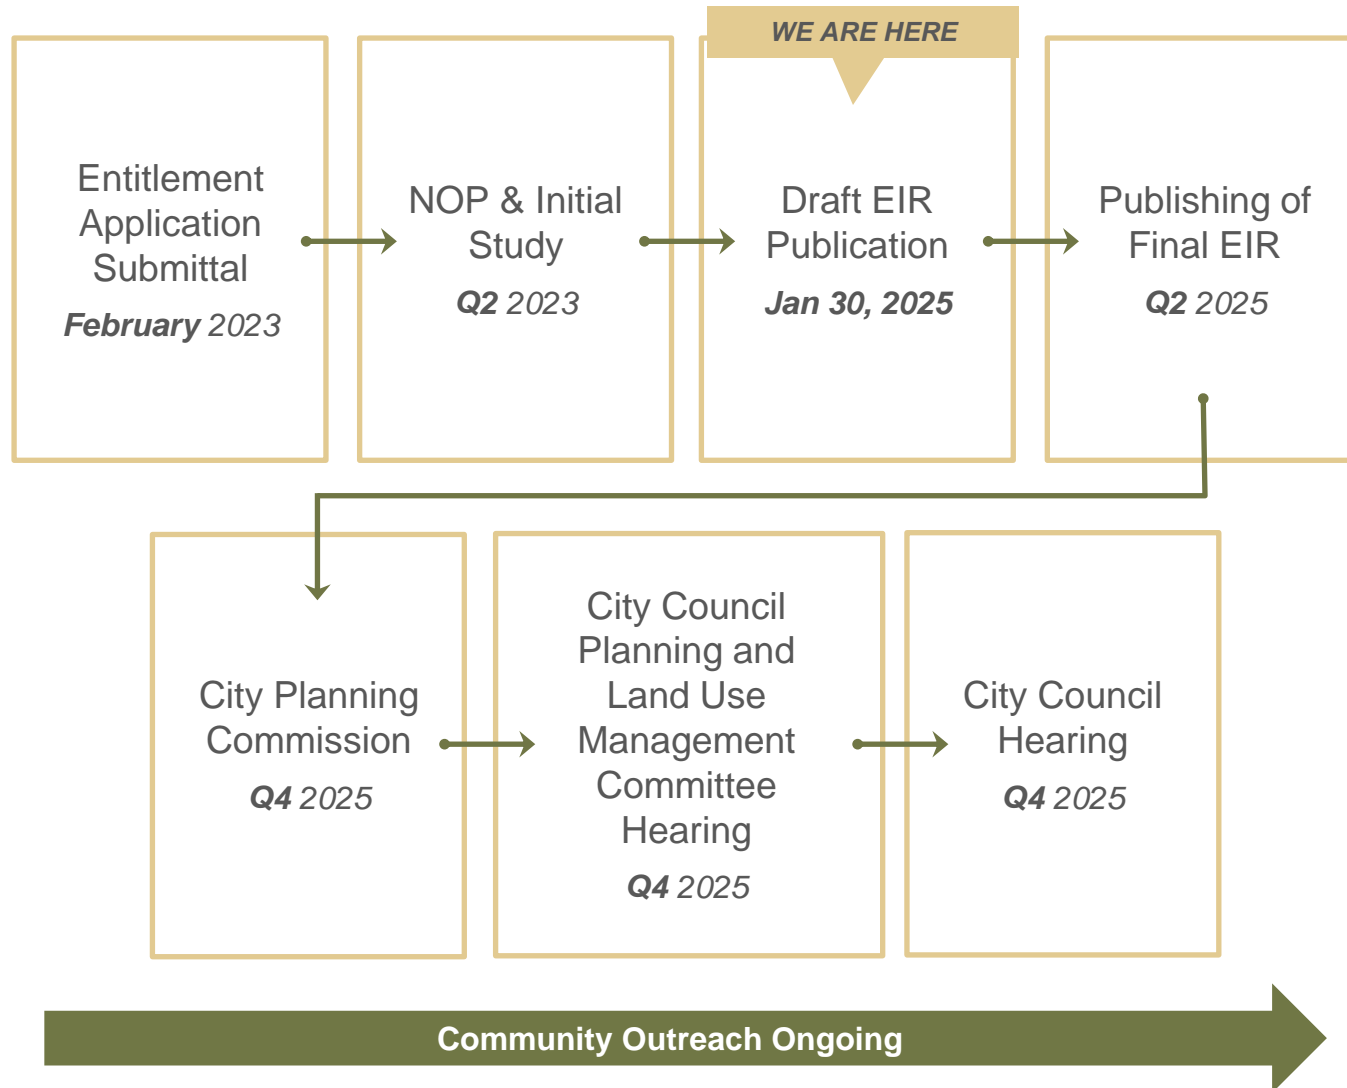 WE ARE HERE
Entitlement
Application
Submittal
February 2023
NOP & Initial
Study
Q2 2023
Draft EIR
Publication
Jan 30, 2025
Publishing of
Final EIR
Q2 2025
City Planning
Commission
Q4 2025
City Council
Planning and
Land Use
Management
Committee
Hearing
Q4 2025
City Council
Hearing
Q4 2025
Community Outreach Ongoing